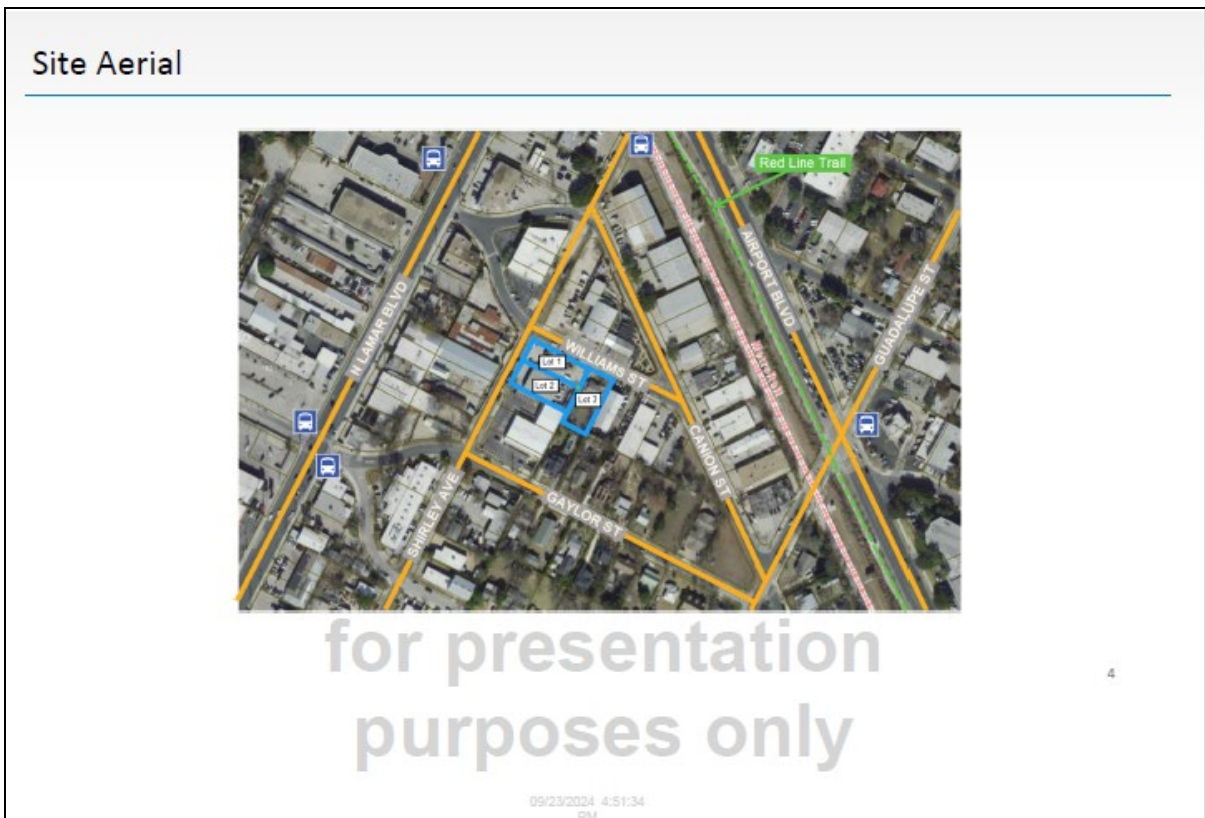 Site Aerial
Red Line Trail
AIRPORT BLVD
GUADALUPE ST
N LAMAR BLVD
WILLIAMS ST
Lot 1
Lot 2
Lot 3
MetroRail
CANION ST
SHIRLEY AVE
GAYLOR ST
for presentation
purposes only
4
09/23/2024 4:51:34
PM